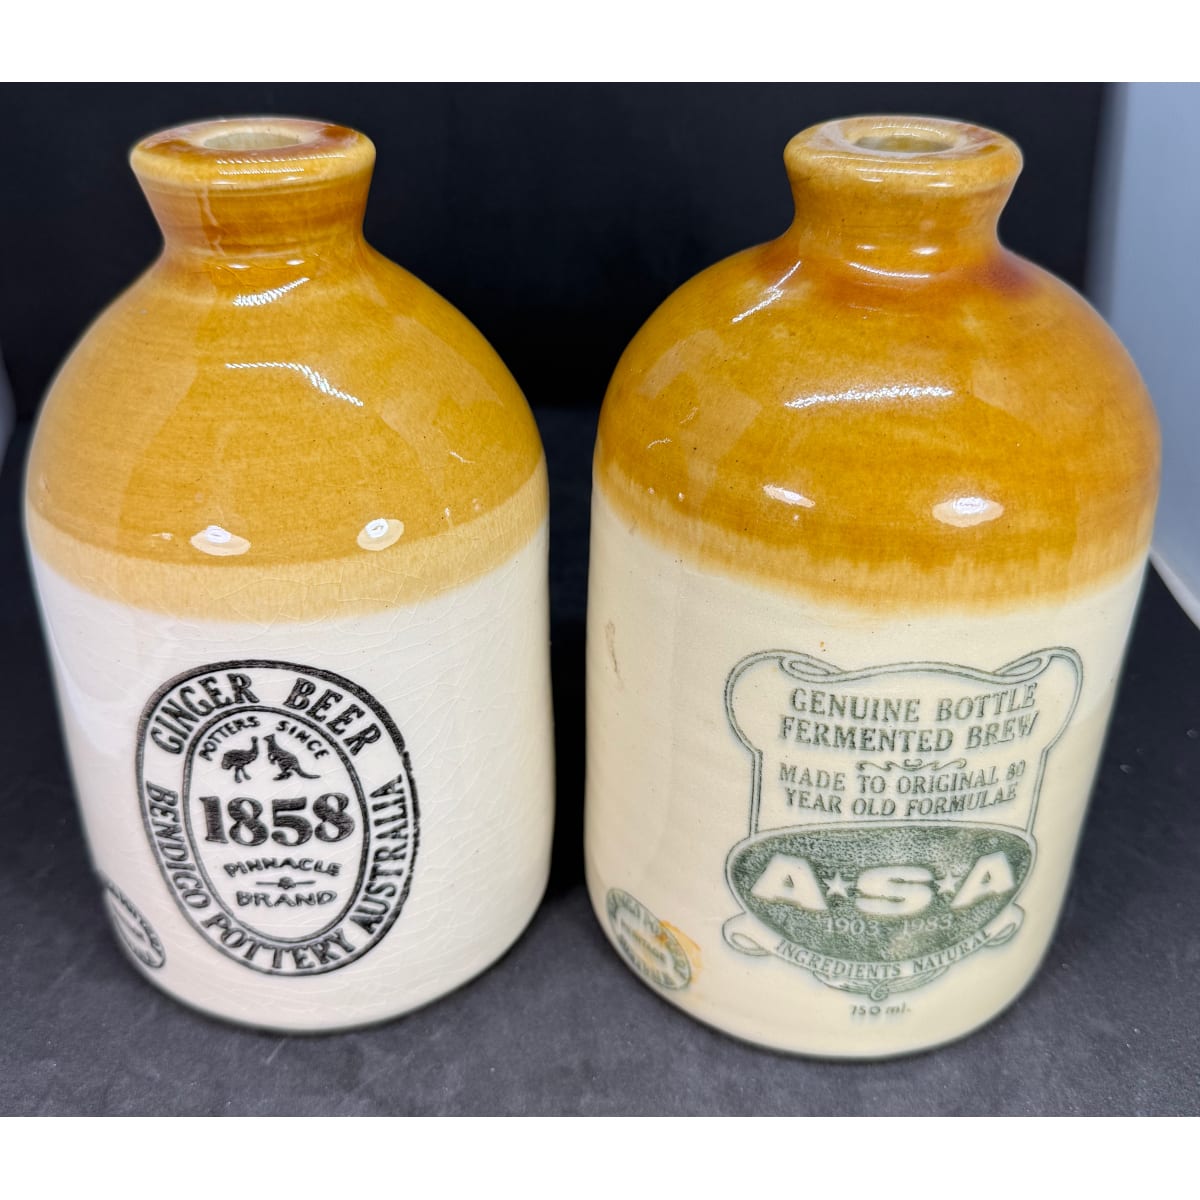 GINGER BEER
POTTERS SINCE
1858
PINNACLE
BRAND
BENDIGO POTTERY AUSTRALIA
GENUINE BOTTLE
FERMENTED BREW
MADE TO ORIGINAL 80
YEAR OLD FORMULAE
A★S★A
1903 1983
INGREDIENTS NATURAL
750 ml.